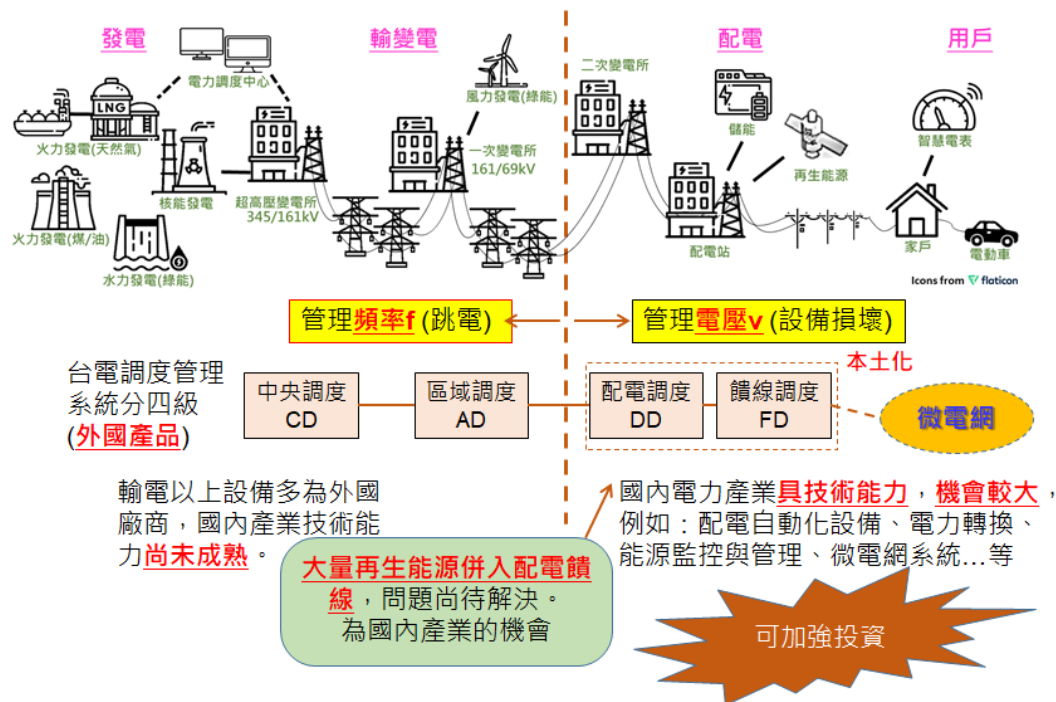 發電
輸變電
配電
用戶
電力調度中心
LNG
火力發電(天然氣)
核能發電
火力發電(煤/油)
水力發電(綠能)
超高壓變電所
345/161kV
風力發電(綠能)
一次變電所
161/69kV
二次變電所
儲能
再生能源
配電站
智慧電表
家戶
電動車
Icons from flaticon
管理頻率f (跳電)
管理電壓v (設備損壞)
台電調度管理
系統分四級
(外國產品)
中央調度
CD
區域調度
AD
配電調度
DD
饋線調度
FD
本土化
微電網
輸電以上設備多為外國
廠商，國內產業技術能
力尚未成熟。
大量再生能源併入配電饋
線，問題尚待解決。
為國內產業的機會
國內電力產業具技術能力，機會較大，
例如：配電自動化設備、電力轉換、
能源監控與管理、微電網系統...等
可加強投資